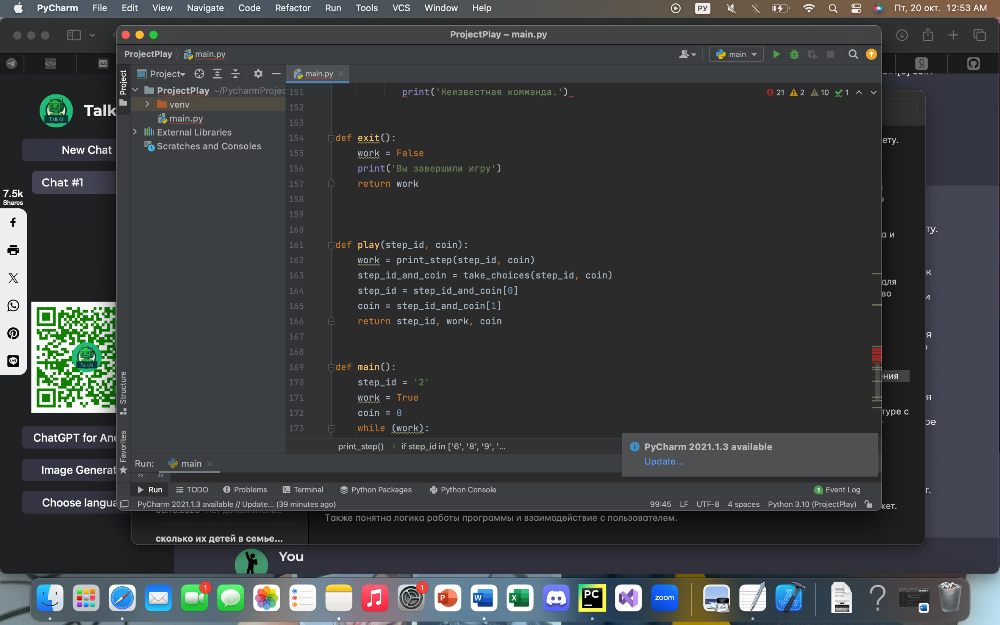 PyCharm File Edit View Navigate Code Refactor Run Tools VCS Window Help РУ Пт, 20 окт. 12:53 AM
ProjectPlay – main.py
ProjectPlay main.py main
Project main.py
Project
ProjectPlay ~/PycharmProjec
venv
main.py
External Libraries
Scratches and Consoles
21 2 10 1
151 print('Неизвестная комманда.')
152
153
154 def exit():
155 work = False
156 print('Вы завершили игру')
157 return work
158
159
160
161 def play(step_id, coin):
162 work = print_step(step_id, coin)
163 step_id_and_coin = take_choices(step_id, coin)
164 step_id = step_id_and_coin[0]
165 coin = step_id_and_coin[1]
166 return step_id, work, coin
167
168
169 def main():
170 step_id = '2'
171 work = True
172 coin = 0
173 while (work):
print_step() › if step_id in ['6', '8', '9', '...
PyCharm 2021.1.3 available
Update...
Structure
Favorites
Run: main
Run TODO Problems Terminal Python Packages Python Console 1 Event Log
PyCharm 2021.1.3 available // Update... (39 minutes ago) 99:45 LF UTF-8 4 spaces Python 3.10 (ProjectPlay)
TalkAI
Talk
New Chat
Chat #1
7.5k
Shares
LINE
TalkAI
ChatGPT for And
Image Generat
Choose langua
ету.
ту.
а и
к
для
во
и
я
ния
я
туре с
ое
т.
жет.
Также понятна логика работы программы и взаимодействие с пользователем.
сколько их детей в семье...
You
1
1
P
W
X
PC
zoom
DOCX